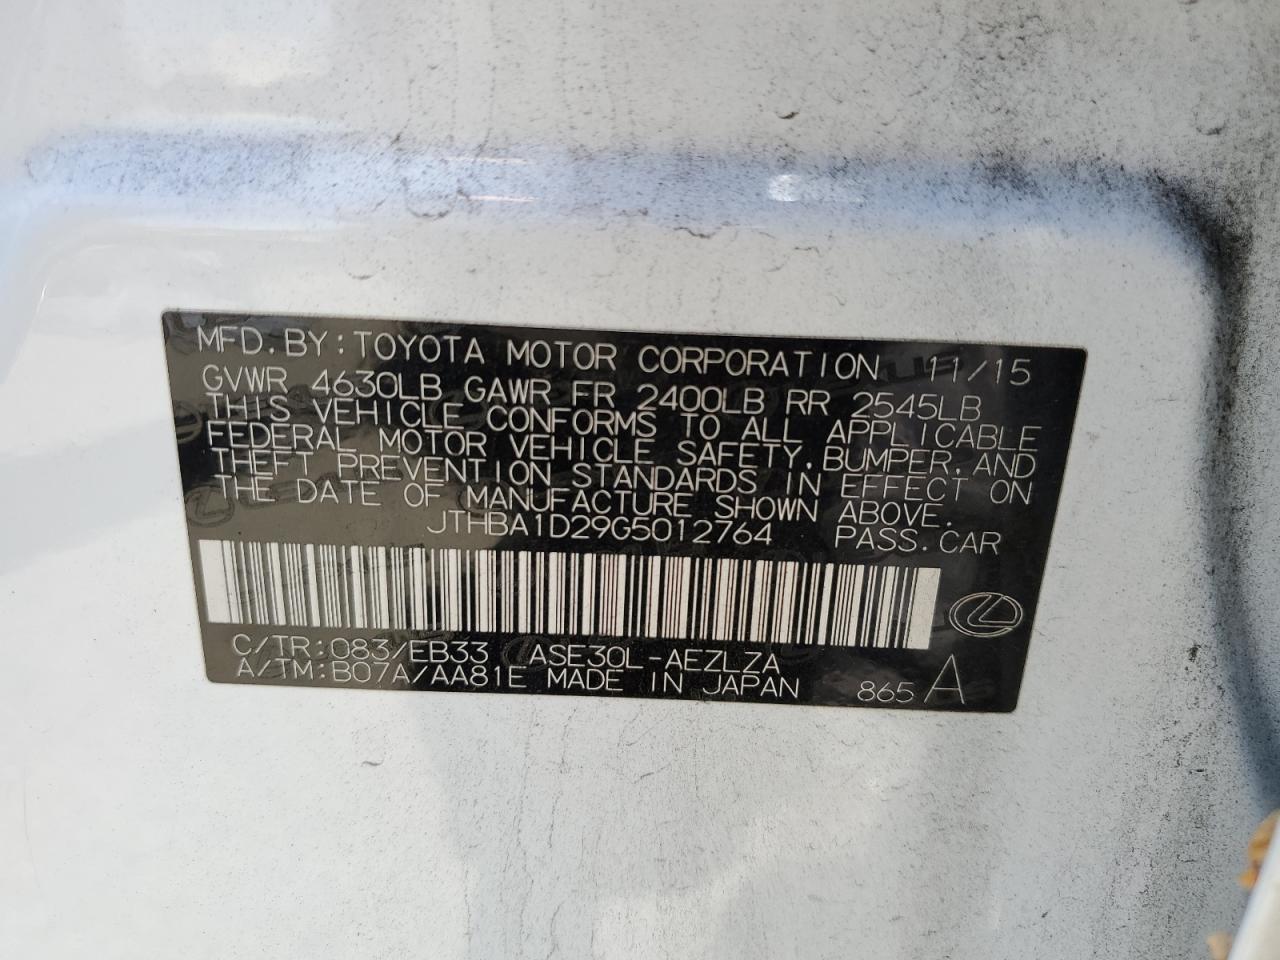 MFD.BY:TOYOTA MOTOR CORPORATION 11/15
GVWR 4630LB GAWR FR 2400LB RR 2545LB
THIS VEHICLE CONFORMS TO ALL APPLICABLE
FEDERAL MOTOR VEHICLE SAFETY,BUMPER,AND
THEFT PREVENTION STANDARDS IN EFFECT ON
THE DATE OF MANUFACTURE SHOWN ABOVE.
JTHBA1D29G5012764 PASS.CAR
C/TR:083/EB33 ASE30L-AEZLZA
A/TM:B07A/AA81E MADE IN JAPAN 865 A